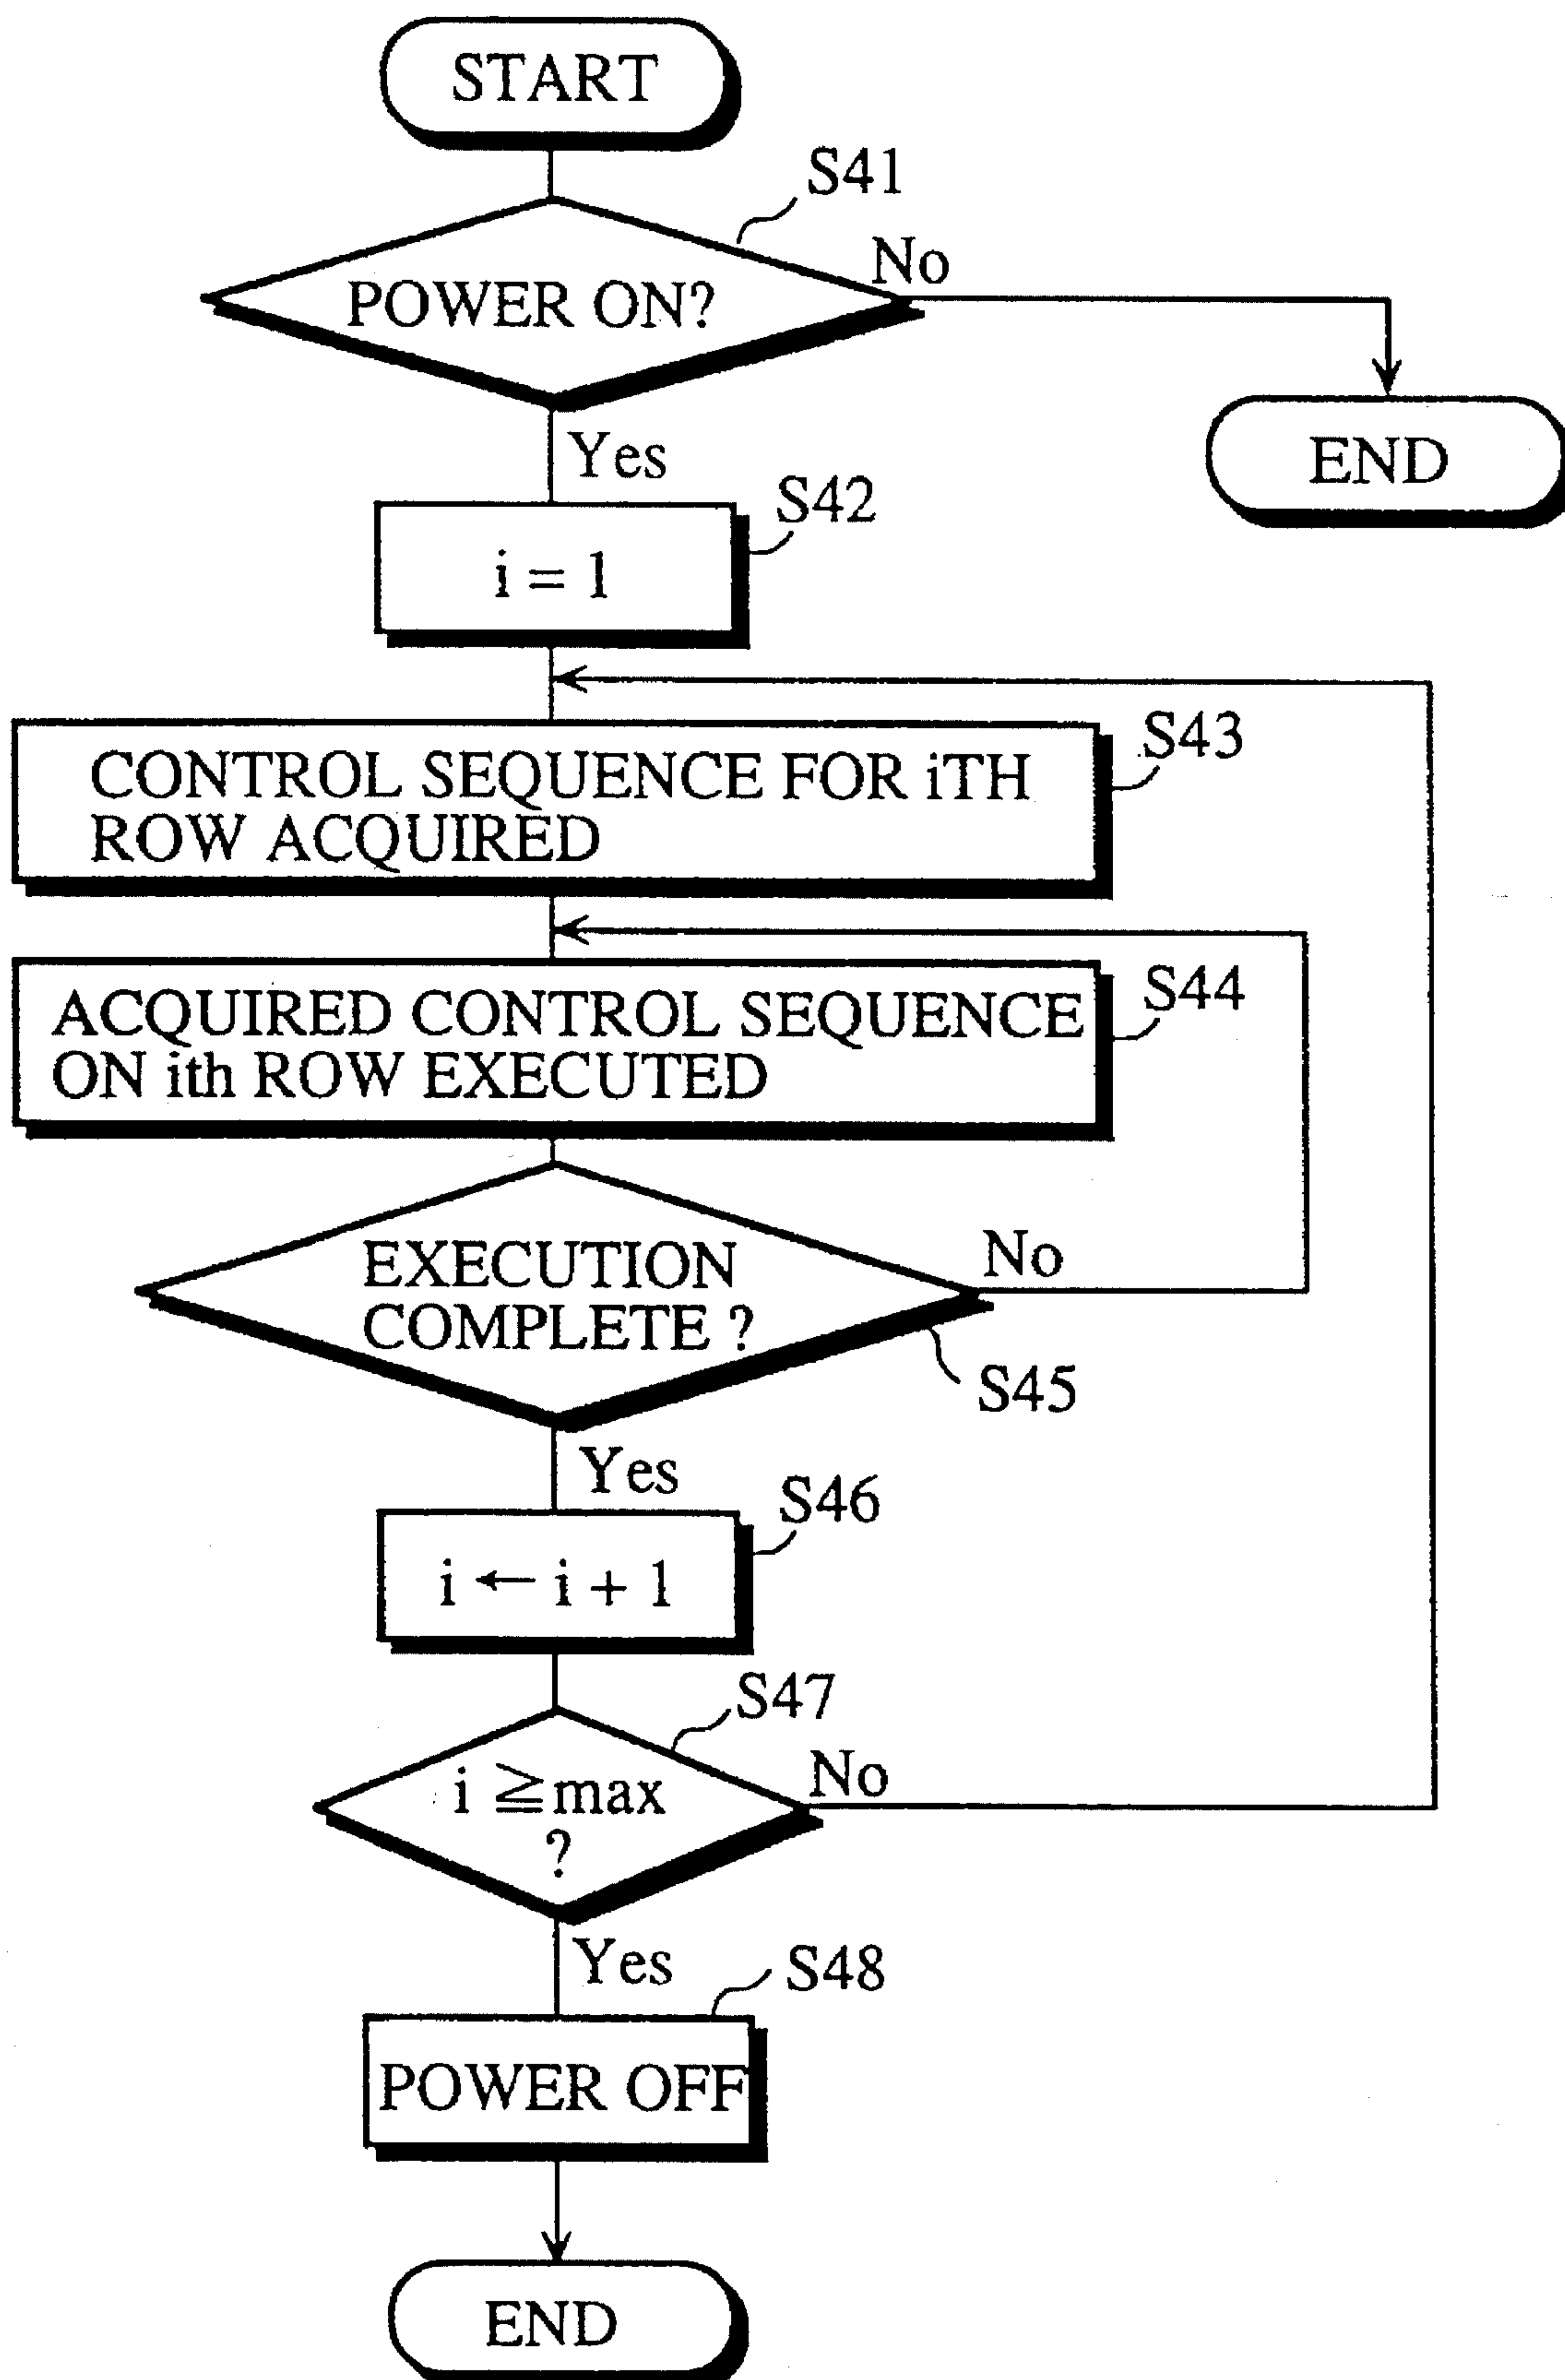 START
S41
No
POWER ON?
END
Yes
S42
i = 1
S43
CONTROL SEQUENCE FOR iTH
ROW ACQUIRED
S44
ACQUIRED CONTROL SEQUENCE
ON ith ROW EXECUTED
No
EXECUTION
COMPLETE ?
S45
Yes
S46
i ← i + 1
S47
No
i ≧ max
?
Yes
S48
POWER OFF
END